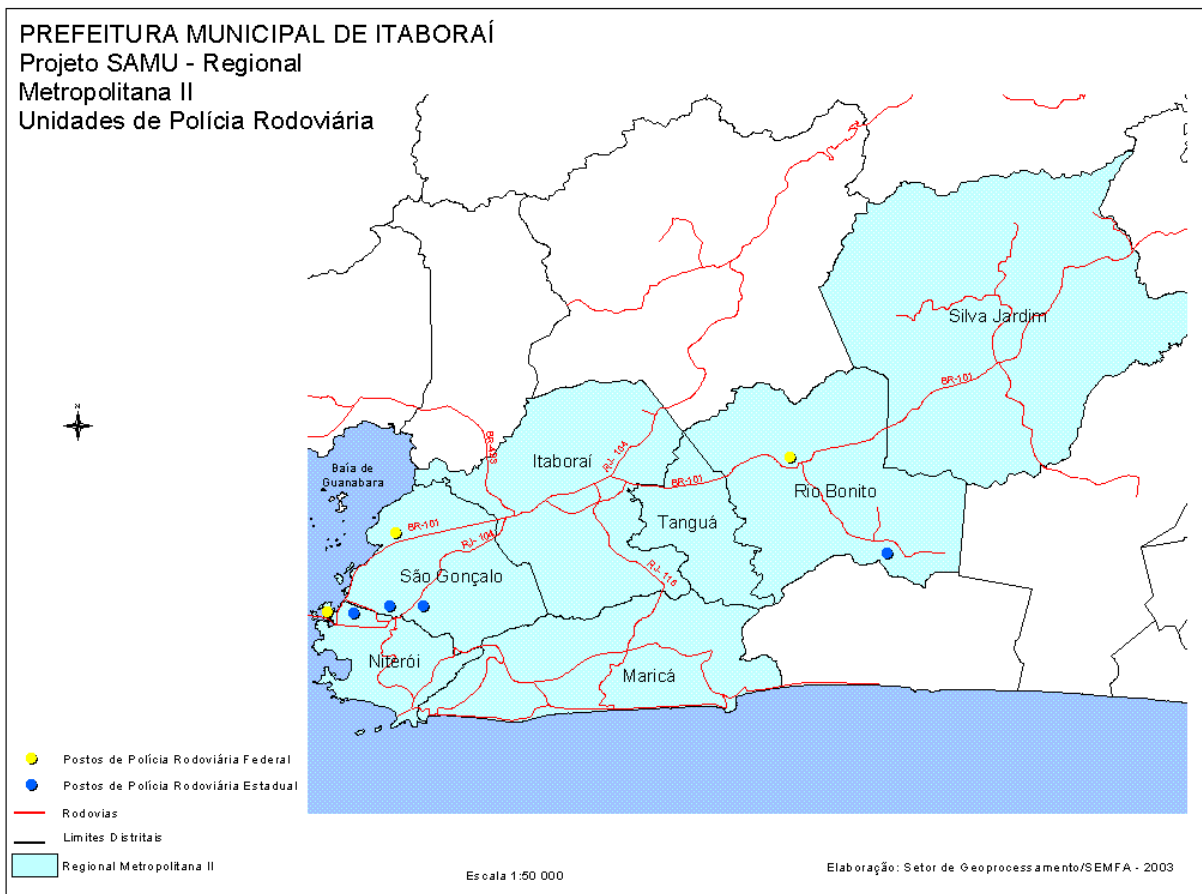 PREFEITURA MUNICIPAL DE ITABORAÍ
Projeto SAMU - Regional
Metropolitana II
Unidades de Polícia Rodoviária
Silva Jardim
BR-101
N
BR-493
RJ- 104
Itaboraí
Baía de
Guanabara
BR-101
Rio Bonito
Tanguá
BR-101
RJ- 104
São Gonçalo
RJ-116
Niterói
Maricá
Postos de Polícia Rodoviária Federal
Postos de Polícia Rodoviária Estadual
Rodovias
Limites Distritais
Regional Metropolitana II
Escala 1:50 000
Elaboração: Setor de Geoprocessamento/SEMFA - 2003